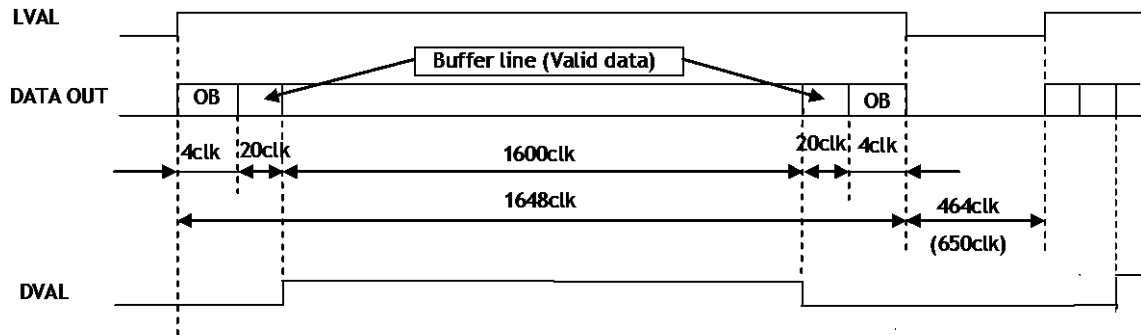 LVAL
Buffer line (Valid data)
DATA OUT
OB
OB
4clk
20clk
1600clk
20clk
4clk
1648clk
464clk
(650clk)
DVAL